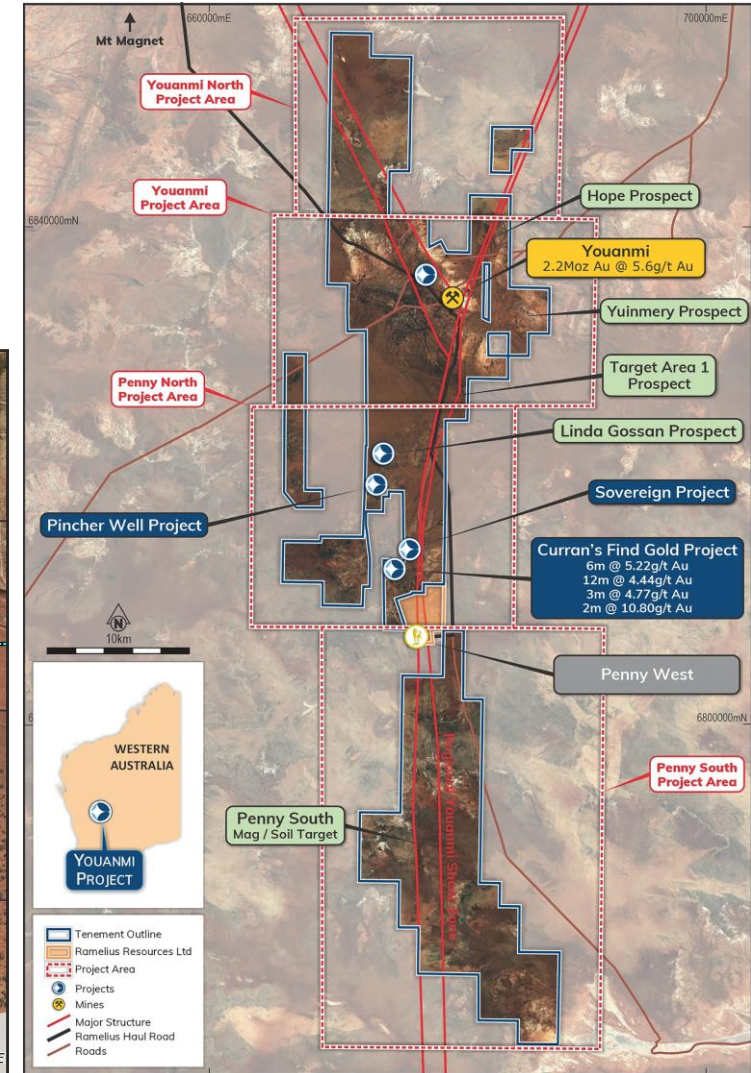 660000mE
700000mE
Mt Magnet
Youanmi North
Project Area
Youanmi
Project Area
Hope Prospect
6840000mN
Youanmi
2.2Moz Au @ 5.6g/t Au
Yuinmery Prospect
Target Area 1
Prospect
Penny North
Project Area
Linda Gossan Prospect
Sovereign Project
Pincher Well Project
Curran's Find Gold Project
6m @ 5.22g/t Au
12m @ 4.44g/t Au
3m @ 4.77g/t Au
2m @ 10.80g/t Au
N
10km
Penny West
6800000mN
WESTERN
AUSTRALIA
YOUANMI
PROJECT
Penny South
Project Area
Penny South
Mag / Soil Target
Youanmi
Tenement Outline
Ramelius Resources Ltd
Project Area
Projects
Mines
Major Structure
Ramelius Haul Road
Roads
E